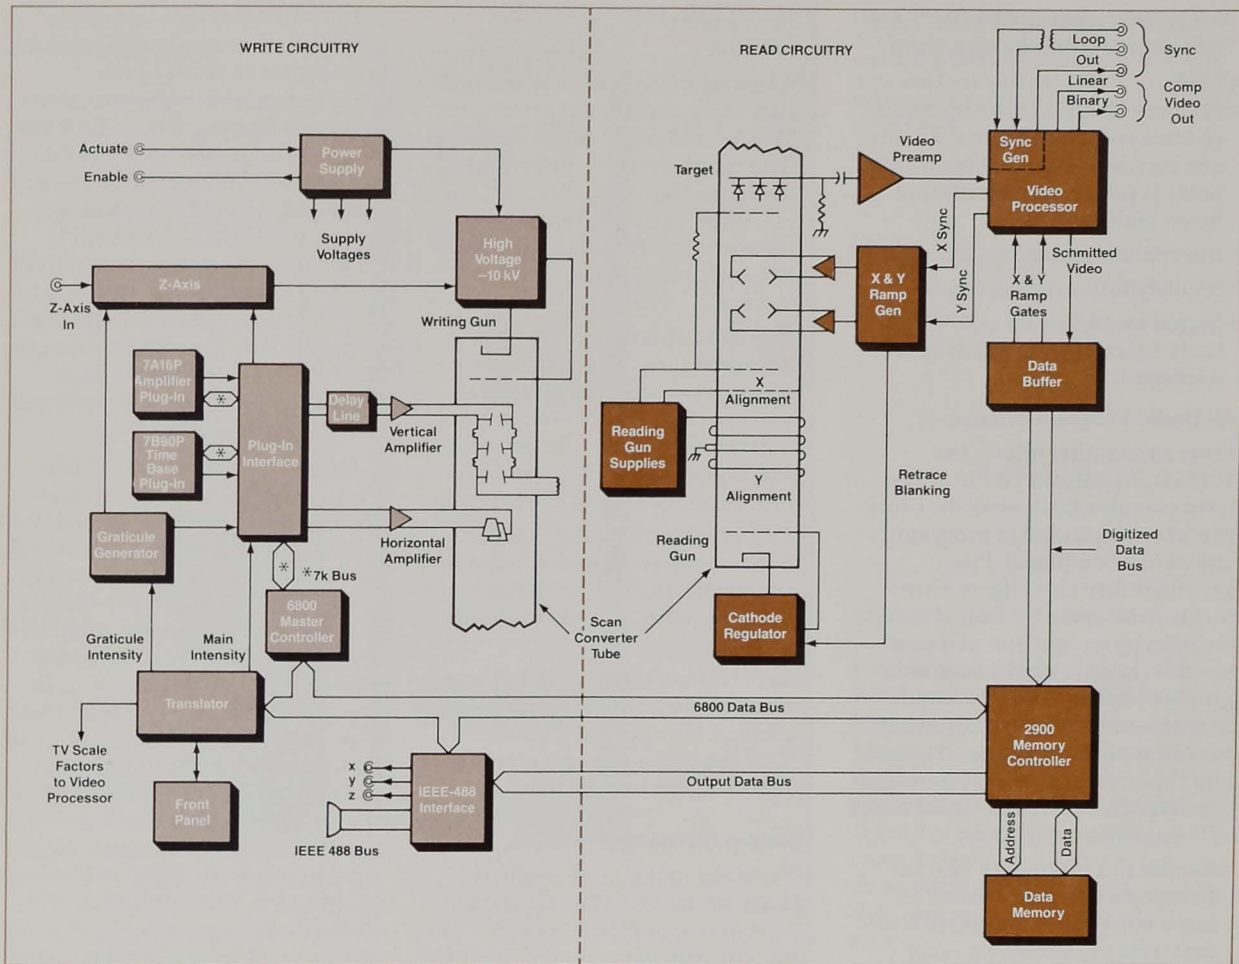 WRITE CIRCUITRY
READ CIRCUITRY
Loop
Sync
Out
Linear
Binary
Comp
Video
Out
Actuate
Enable
Power
Supply
Supply
Voltages
High
Voltage
–10 kV
Z-Axis
Z-Axis
In
Writing Gun
7A16P
Amplifier
Plug-In
*
7B90P
Time
Base
Plug-In
*
Plug-In
Interface
Delay
Line
Vertical
Amplifier
Horizontal
Amplifier
Graticule
Generator
*
*7k Bus
6800
Master
Controller
Graticule
Intensity
Main
Intensity
Translator
TV Scale
Factors
to Video
Processor
Front
Panel
x
y
z
IEEE-488
Interface
IEEE 488 Bus
Scan
Converter
Tube
6800 Data Bus
Output Data Bus
Target
Video
Preamp
Sync
Gen
Video
Processor
X Sync
Y Sync
X & Y
Ramp
Gen
X & Y
Ramp
Gates
Schmitted
Video
Data
Buffer
X
Alignment
Reading
Gun
Supplies
Y
Alignment
Retrace
Blanking
Reading
Gun
Cathode
Regulator
Digitized
Data
Bus
2900
Memory
Controller
Address
Data
Data
Memory